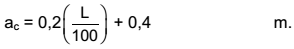 a_c = 0,2(L/100) + 0,4 m.